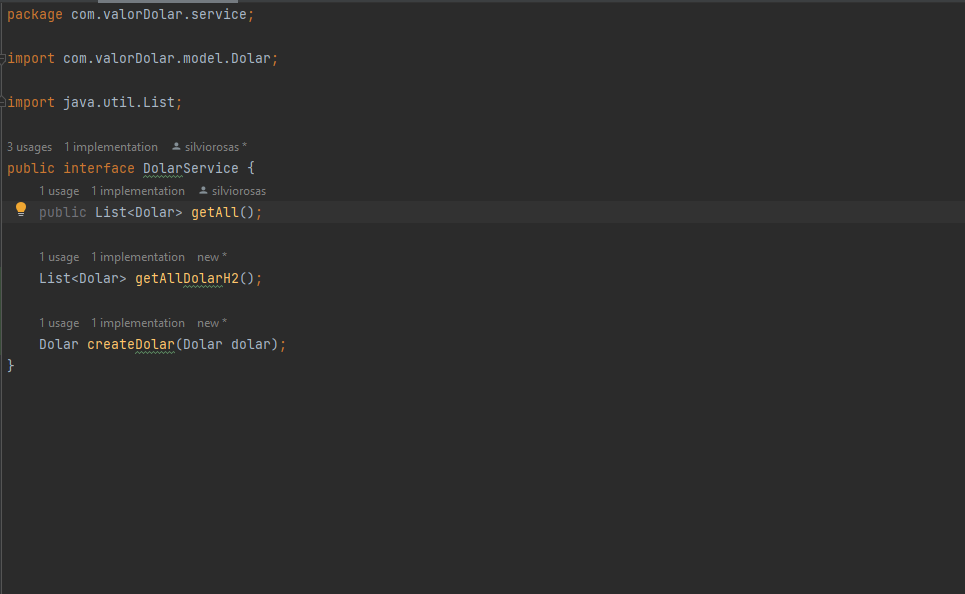 package com.valorDolar.service;
import com.valorDolar.model.Dolar;
import java.util.List;
3 usages 1 implementation silviorosas *
public interface DolarService {
1 usage 1 implementation silviorosas
public List<Dolar> getAll();
1 usage 1 implementation new *
List<Dolar> getAllDolarH2();
1 usage 1 implementation new *
Dolar createDolar(Dolar dolar);
}